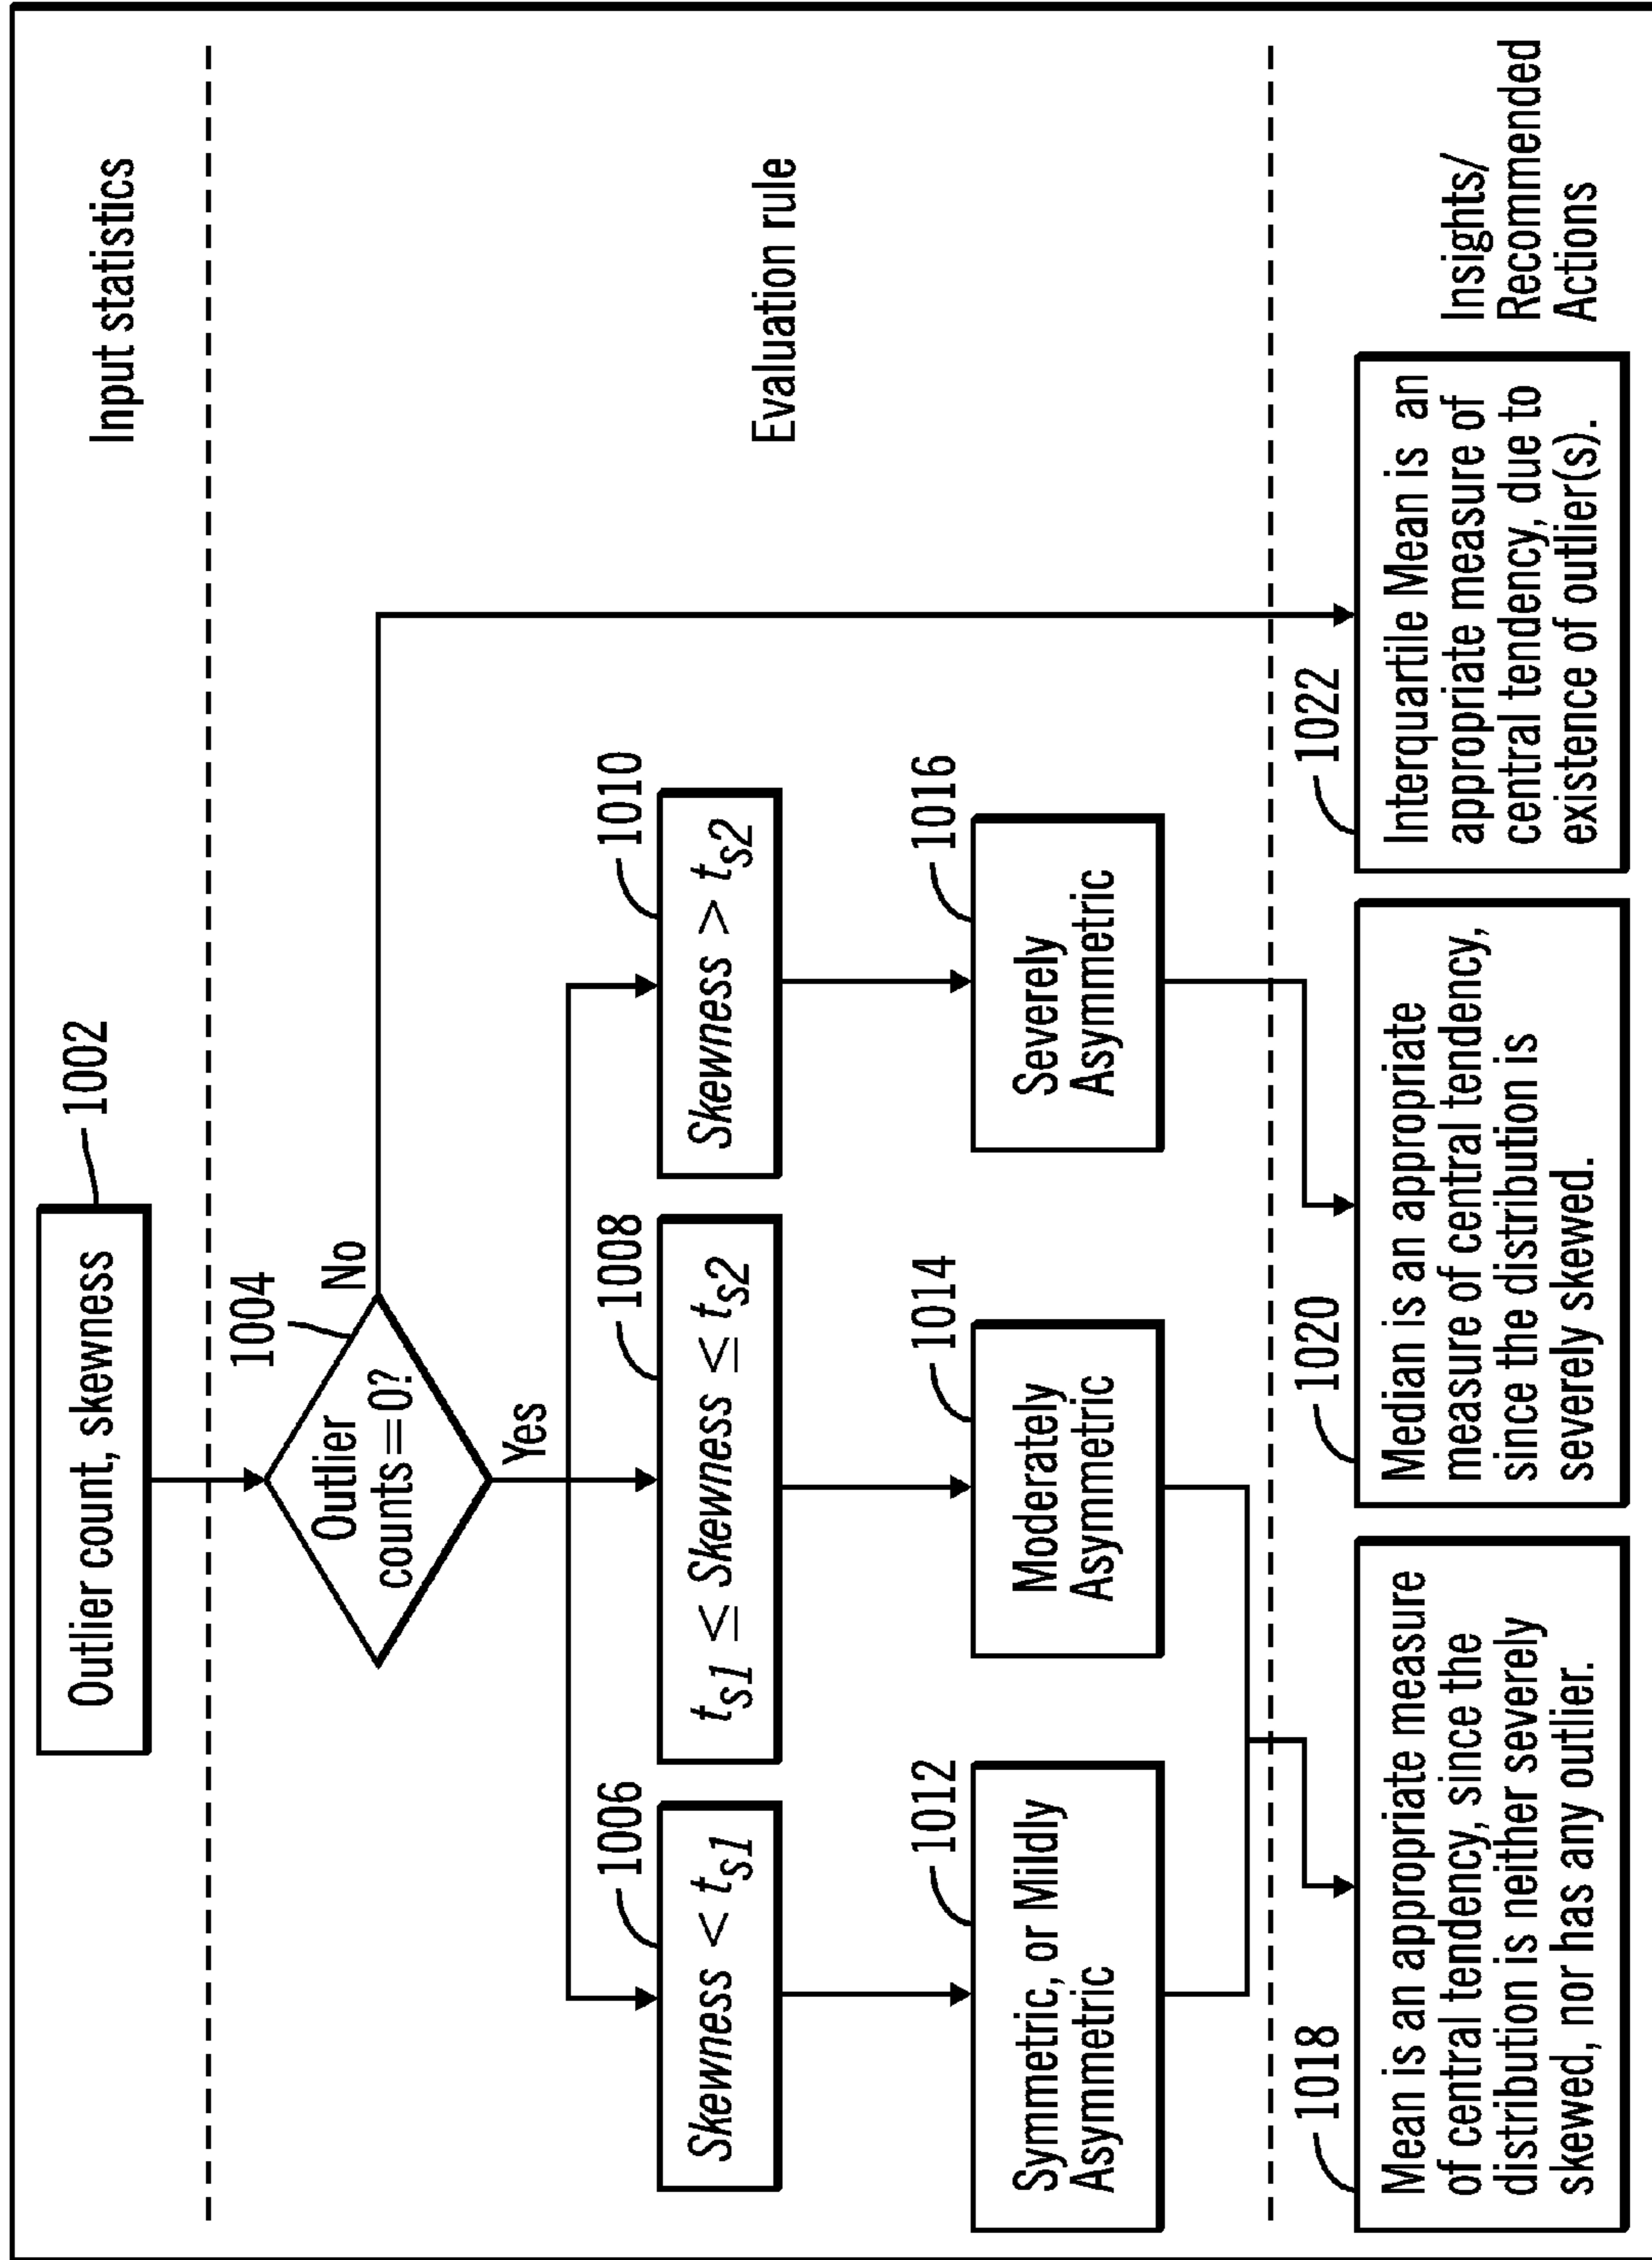 Input statistics
Outlier count, skewness
1002
1004
Outlier
counts=0?
No
Yes
Evaluation rule
1006
Skewness < ts1
1008
ts1 ≤ Skewness ≤ ts2
1010
Skewness > ts2
1012
Symmetric, or Mildly
Asymmetric
1014
Moderately
Asymmetric
1016
Severely
Asymmetric
1018
Mean is an appropriate measure
of central tendency, since the
distribution is neither severely
skewed, nor has any outlier.
1020
Median is an appropriate
measure of central tendency,
since the distribution is
severely skewed.
1022
Interquartile Mean is an
appropriate measure of
central tendency, due to
existence of outlier(s).
Insights/
Recommended
Actions